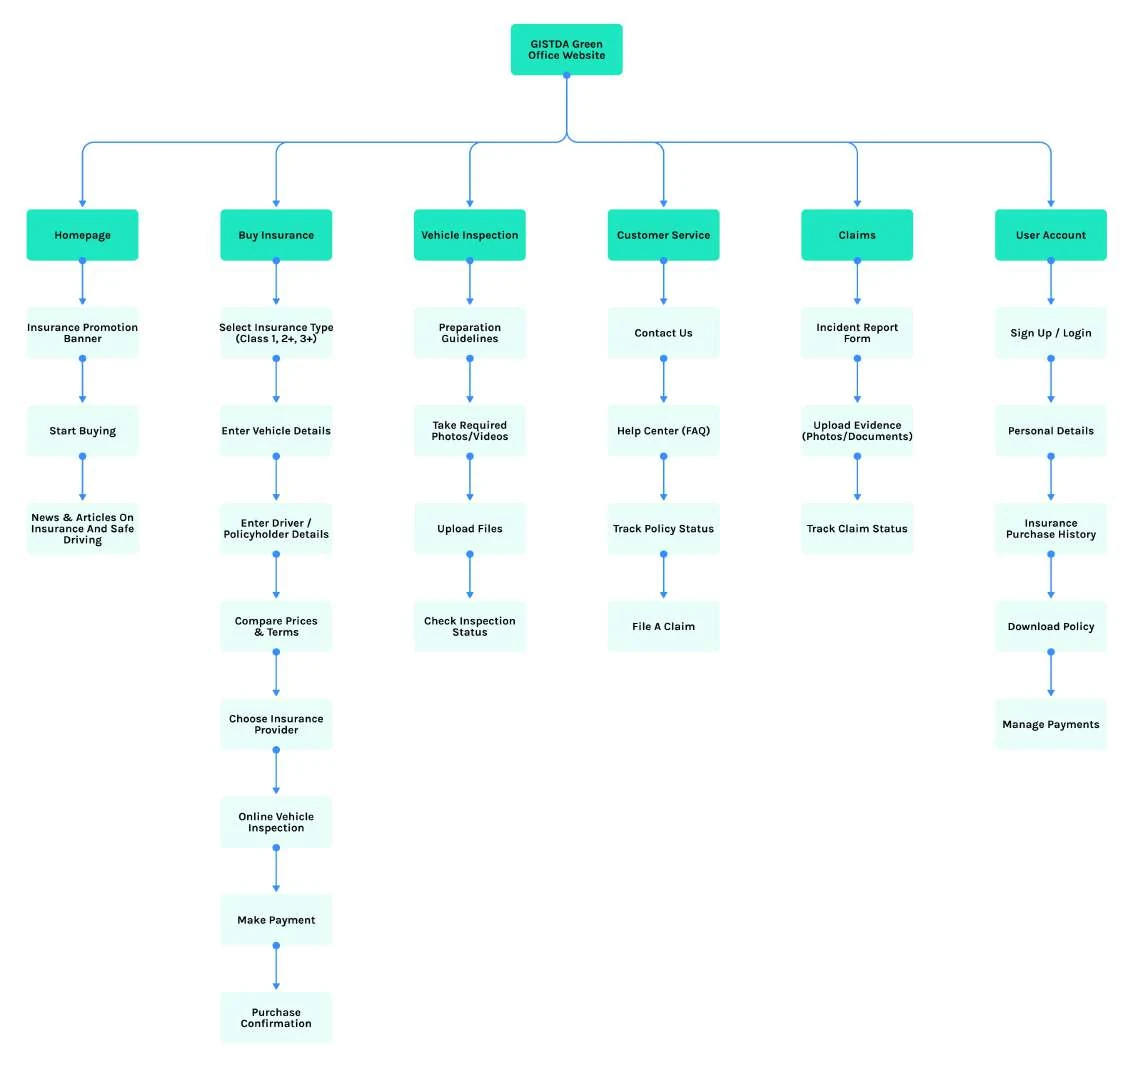 GISTDA Green
Office Website
Homepage
Buy Insurance
Vehicle Inspection
Customer Service
Claims
User Account
Insurance Promotion
Banner
Select Insurance Type
(Class 1, 2+, 3+)
Preparation
Guidelines
Contact Us
Incident Report
Form
Sign Up / Login
Start Buying
Enter Vehicle Details
Take Required
Photos/Videos
Help Center (FAQ)
Upload Evidence
(Photos/Documents)
Personal Details
News & Articles On
Insurance And Safe
Driving
Enter Driver /
Policyholder Details
Upload Files
Track Policy Status
Track Claim Status
Insurance
Purchase History
Compare Prices
& Terms
Check Inspection
Status
File A Claim
Download Policy
Choose Insurance
Provider
Manage Payments
Online Vehicle
Inspection
Make Payment
Purchase
Confirmation